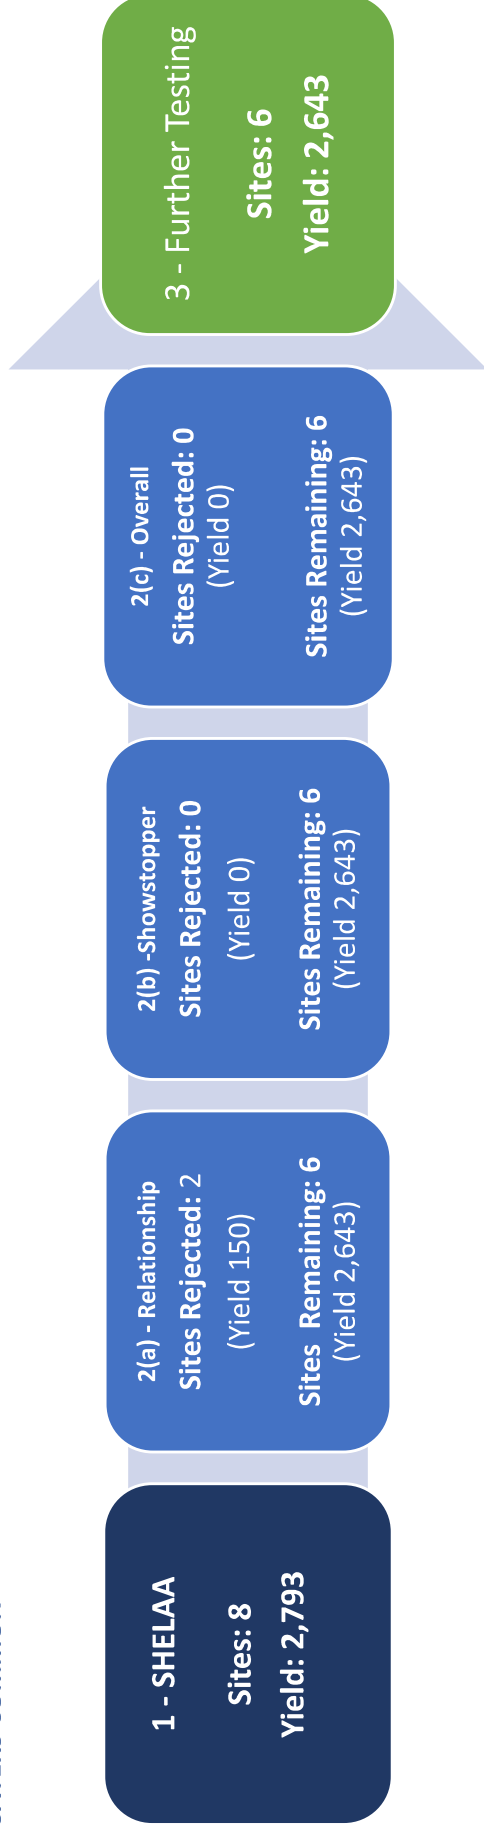 1 - SHELAA
Sites: 8
Yield: 2,793
2(a) - Relationship
Sites Rejected: 2
(Yield 150)
Sites Remaining: 6
(Yield 2,643)
2(b) -Showstopper
Sites Rejected: 0
(Yield 0)
Sites Remaining: 6
(Yield 2,643)
2(c) - Overall
Sites Rejected: 0
(Yield 0)
Sites Remaining: 6
(Yield 2,643)
3 - Further Testing
Sites: 6
Yield: 2,643